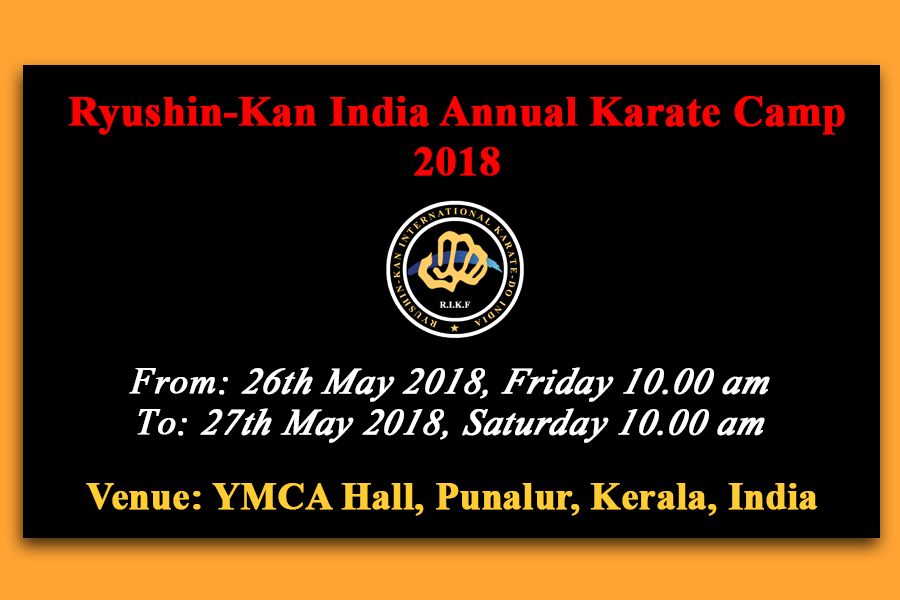 Ryushin-Kan India Annual Karate Camp
2018
RYUSHIN-KAN INTERNATIONAL KARATE-DO INDIA
R.I.K.F
From: 26th May 2018, Friday 10.00 am
To: 27th May 2018, Saturday 10.00 am
Venue: YMCA Hall, Punalur, Kerala, India